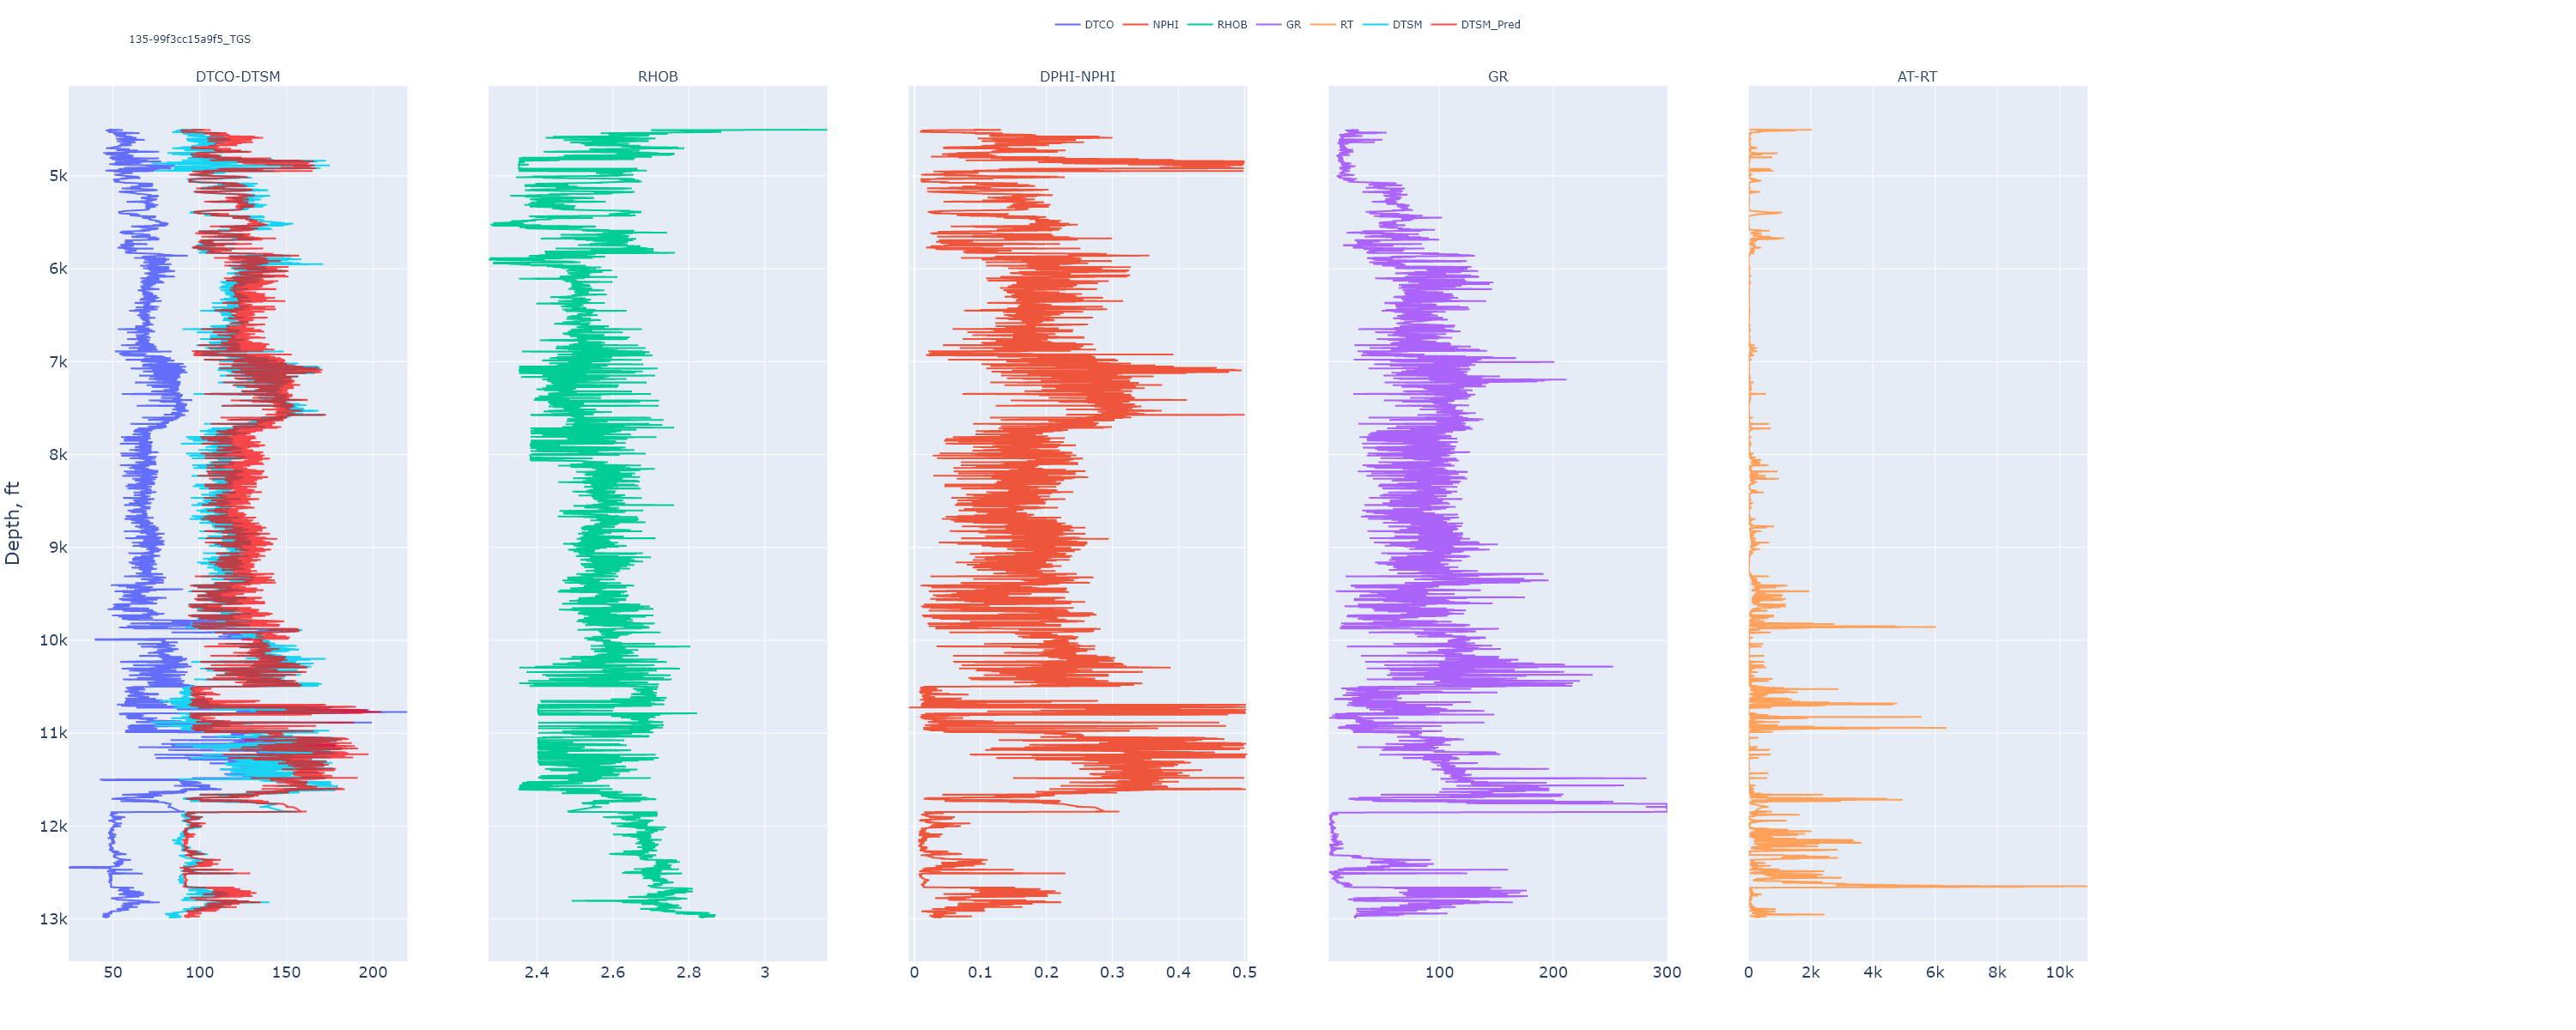 DTCO NPHI RHOB GR RT DTSM DTSM_Pred
135-99f3cc15a9f5_TGS
DTCO-DTSM RHOB DPHI-NPHI GR AT-RT
Depth, ft
5k
6k
7k
8k
9k
10k
11k
12k
13k
50 100 150 200 2.4 2.6 2.8 3 0 0.1 0.2 0.3 0.4 0.5 100 200 300 0 2k 4k 6k 8k 10k